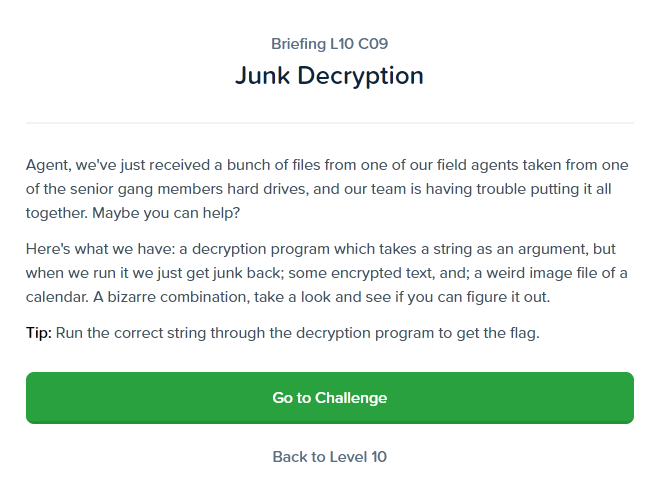 Briefing L10 C09
Junk Decryption
Agent, we've just received a bunch of files from one of our field agents taken from one
of the senior gang members hard drives, and our team is having trouble putting it all
together. Maybe you can help?
Here's what we have: a decryption program which takes a string as an argument, but
when we run it we just get junk back; some encrypted text, and; a weird image file of a
calendar. A bizarre combination, take a look and see if you can figure it out.
Tip: Run the correct string through the decryption program to get the flag.
Go to Challenge
Back to Level 10